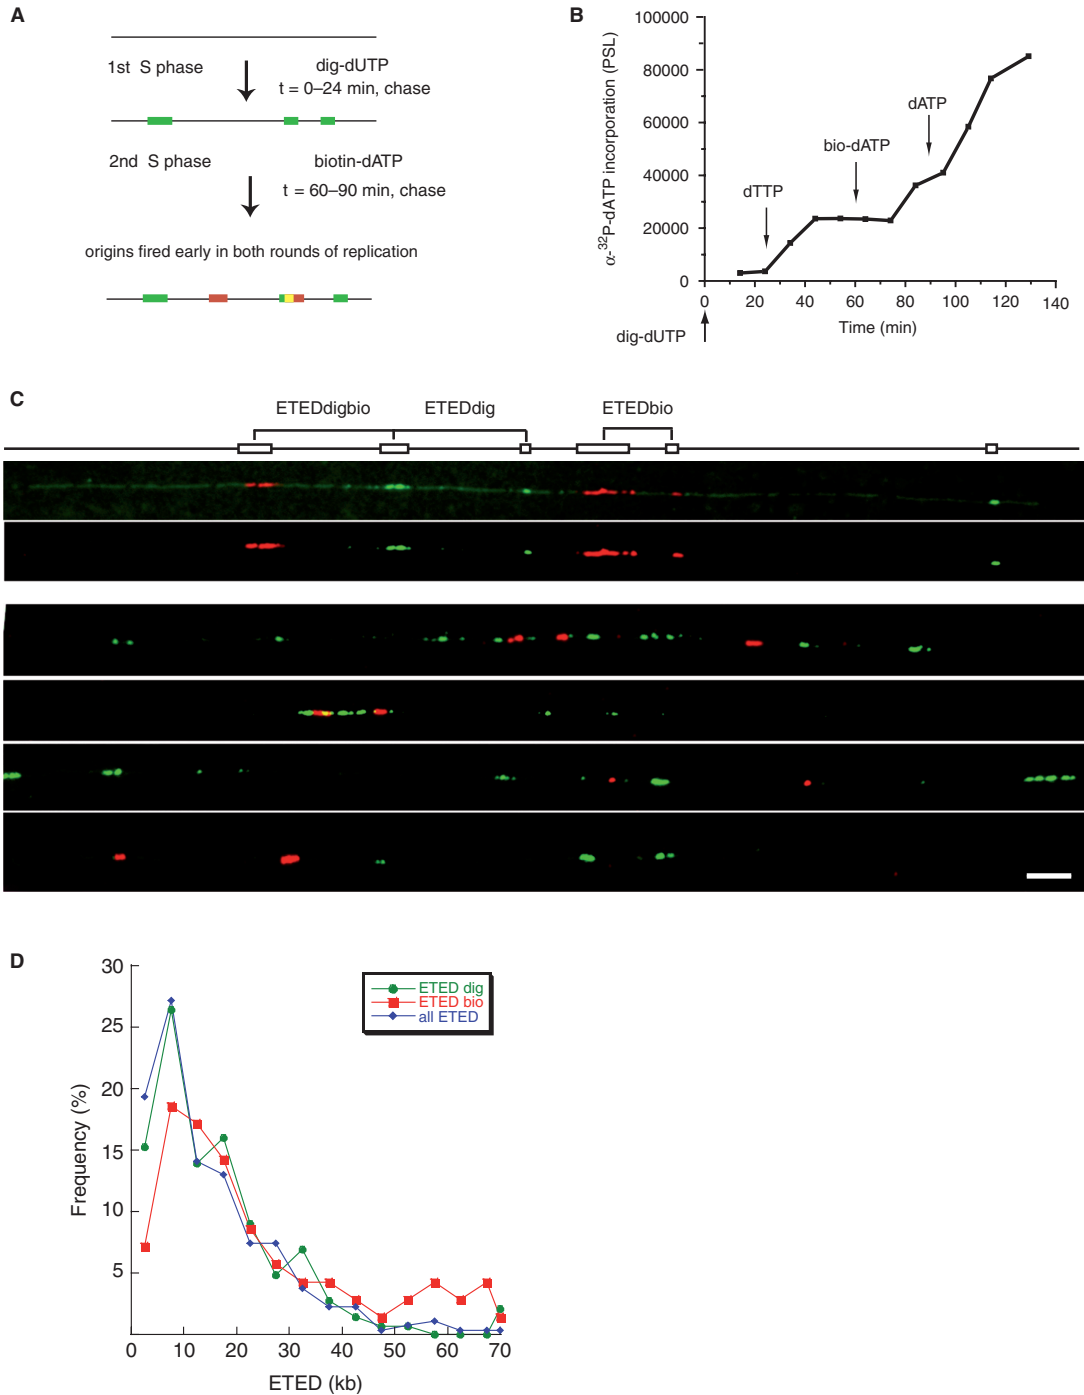 A
1st S phase
dig-dUTP
t = 0–24 min, chase
2nd S phase
biotin-dATP
t = 60–90 min, chase
origins fired early in both rounds of replication
B
α-³²P-dATP incorporation (PSL)
100000
80000
60000
40000
20000
0
dTTP
bio-dATP
dATP
0 20 40 60 80 100 120 140
Time (min)
dig-dUTP
C
ETEDdigbio
ETEDdig
ETEDbio
D
Frequency (%)
30
25
20
15
10
5
ETED dig
ETED bio
all ETED
0 10 20 30 40 50 60 70
ETED (kb)